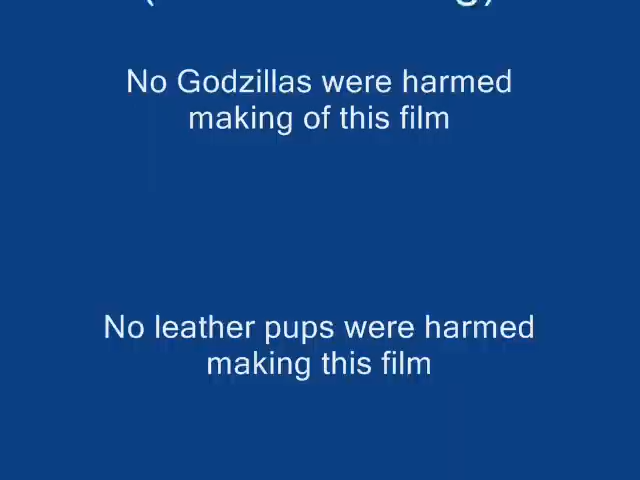 No Godzillas were harmed
making of this film
No leather pups were harmed
making this film